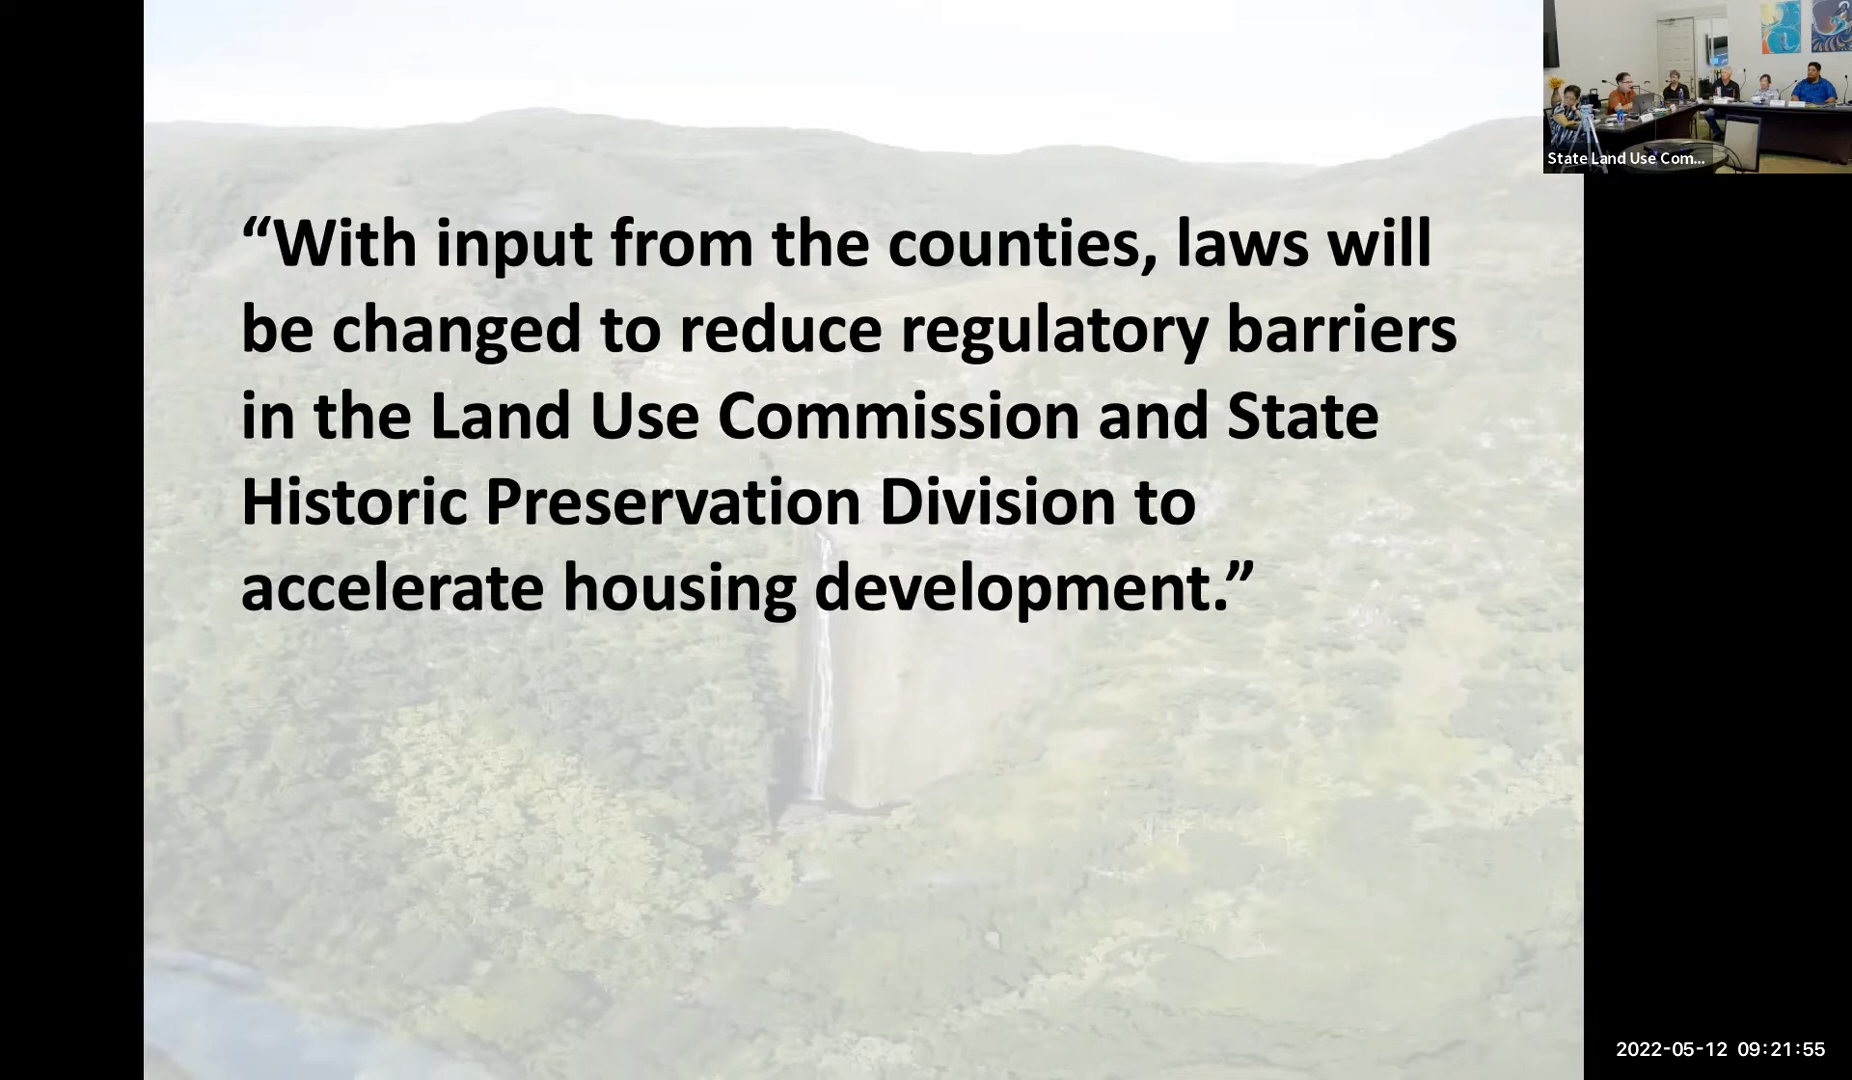 “With input from the counties, laws will
be changed to reduce regulatory barriers
in the Land Use Commission and State
Historic Preservation Division to
accelerate housing development.”
State Land Use Com...
2022-05-12 09:21:55